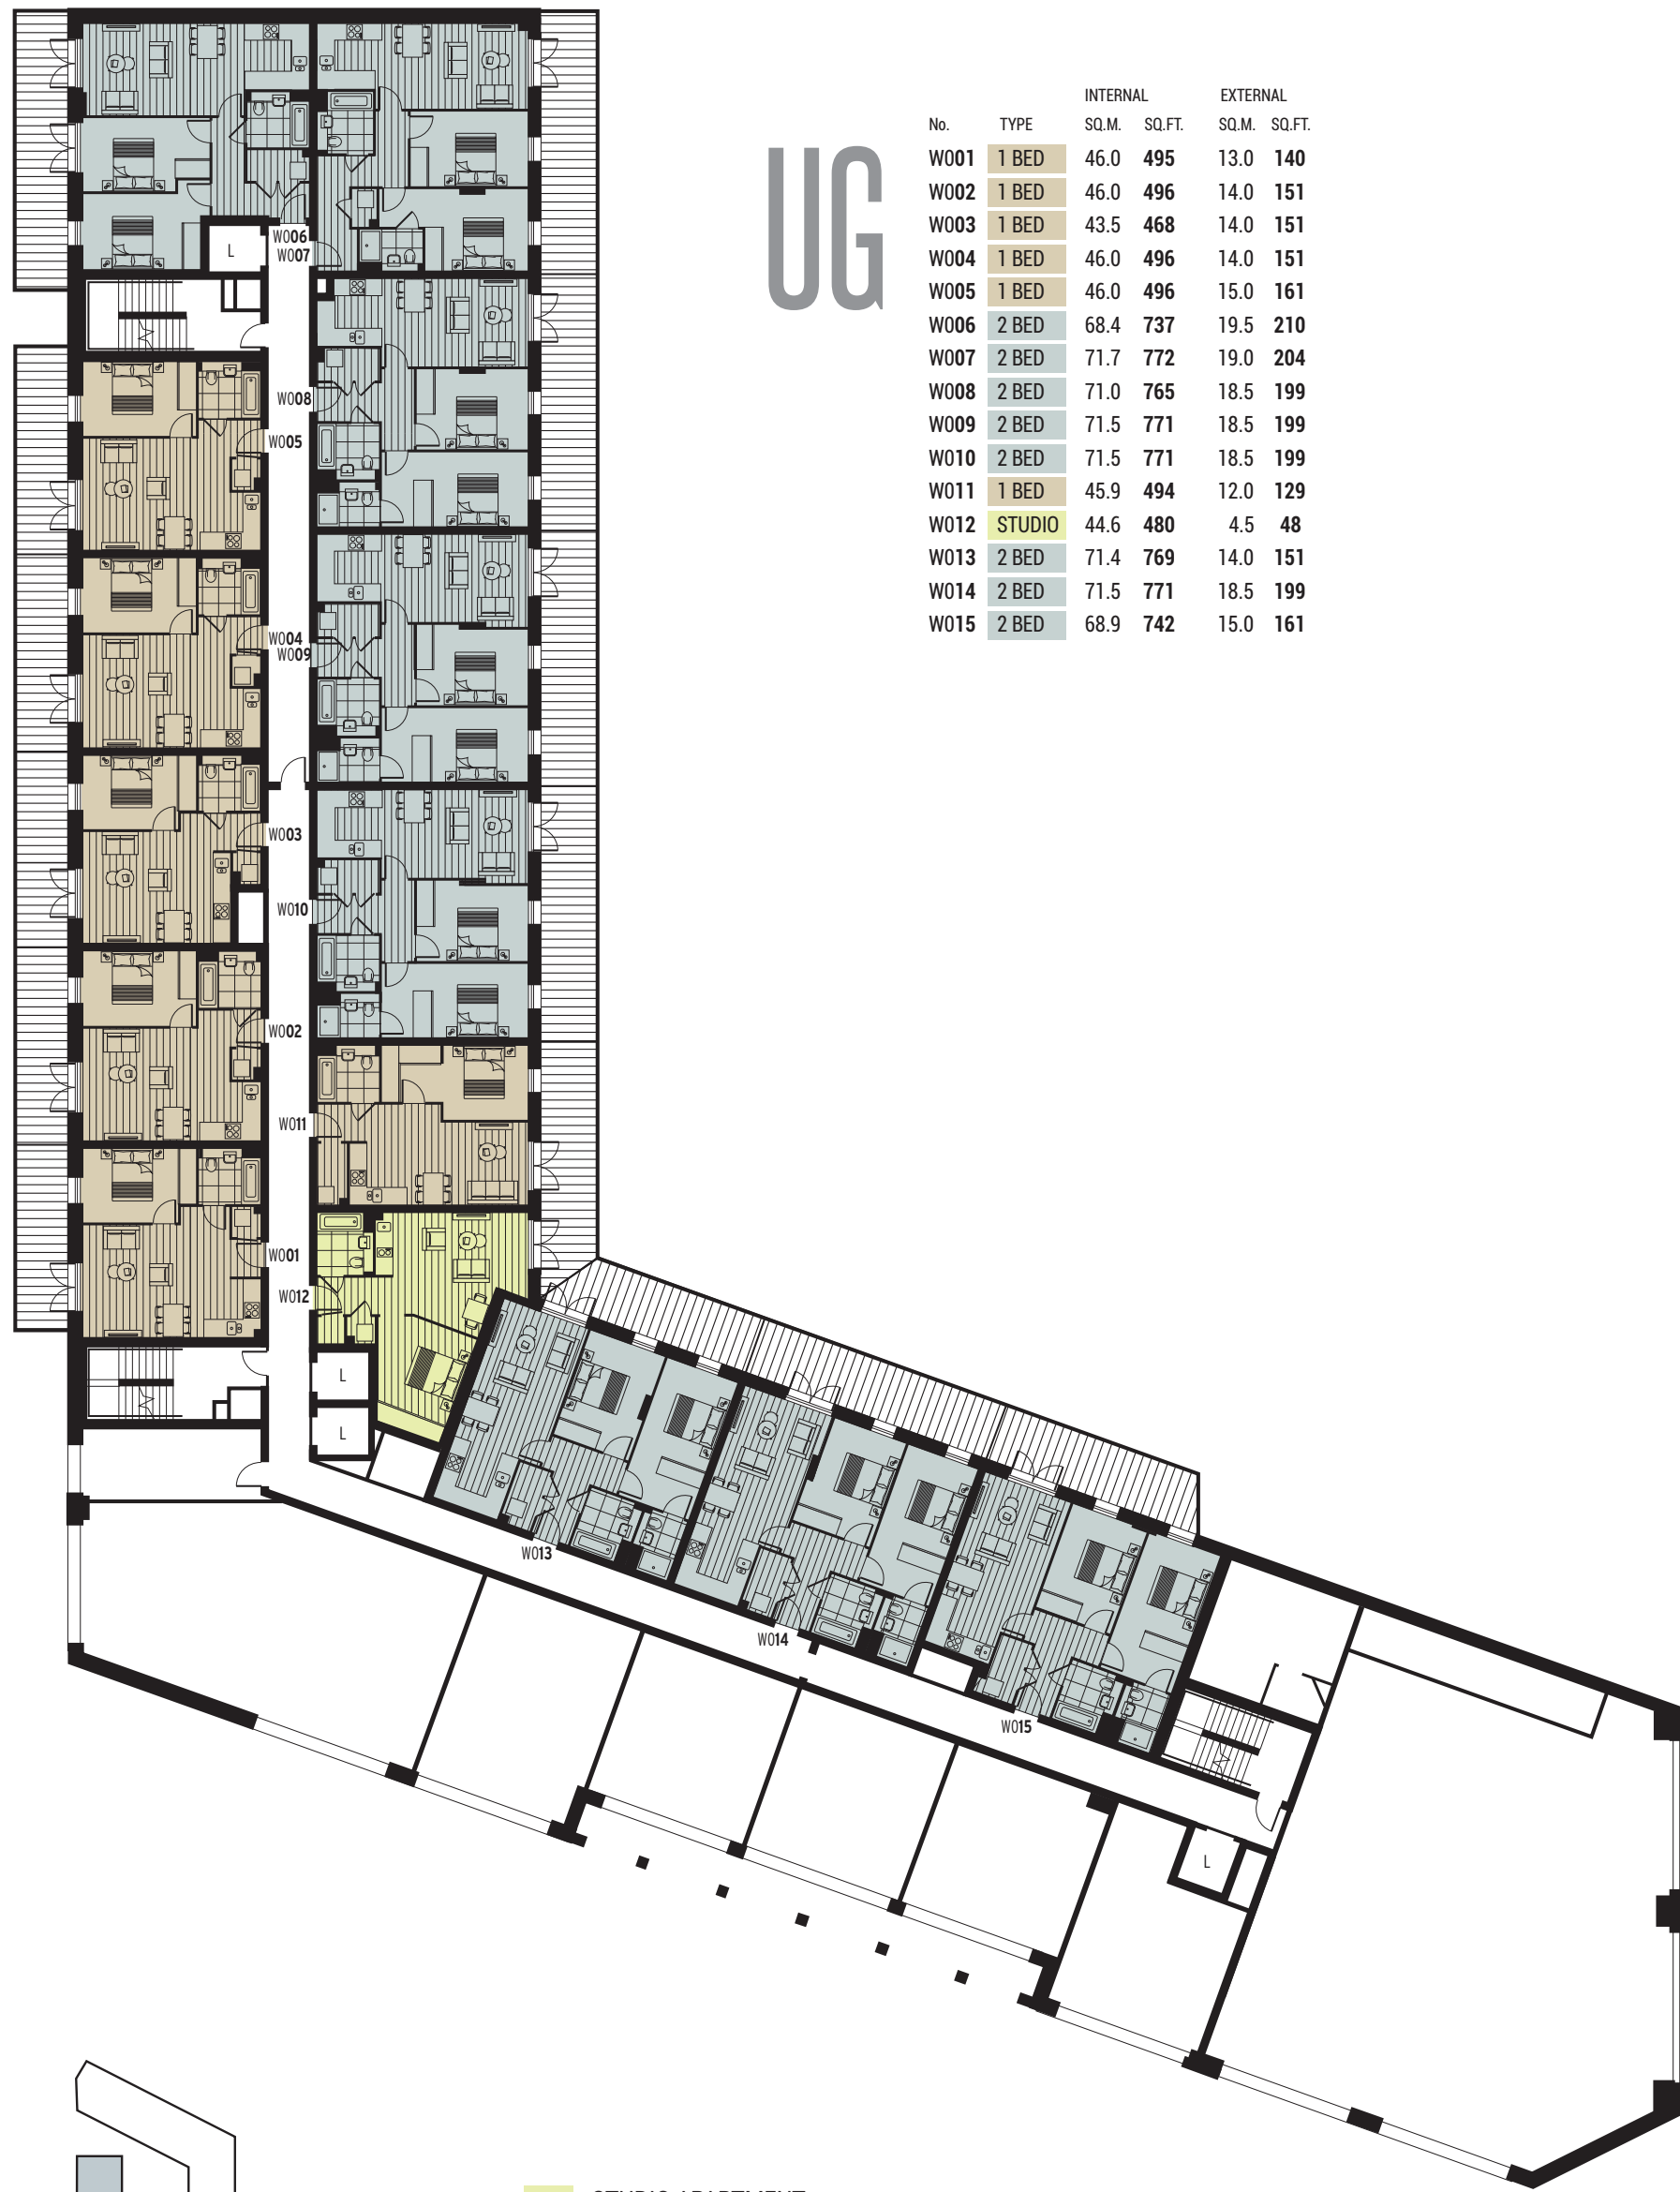 UG
INTERNAL EXTERNAL
No. TYPE SQ.M. SQ.FT. SQ.M. SQ.FT.
W001 1 BED 46.0 495 13.0 140
W002 1 BED 46.0 496 14.0 151
W003 1 BED 43.5 468 14.0 151
W004 1 BED 46.0 496 14.0 151
W005 1 BED 46.0 496 15.0 161
W006 2 BED 68.4 737 19.5 210
W007 2 BED 71.7 772 19.0 204
W008 2 BED 71.0 765 18.5 199
W009 2 BED 71.5 771 18.5 199
W010 2 BED 71.5 771 18.5 199
W011 1 BED 45.9 494 12.0 129
W012 STUDIO 44.6 480 4.5 48
W013 2 BED 71.4 769 14.0 151
W014 2 BED 71.5 771 18.5 199
W015 2 BED 68.9 742 15.0 161
W006
L
W007
W008
W005
W004
W009
W003
W010
W002
W011
W001
W012
L
L
W013
W014
W015
L
STUDIO APARTMENT